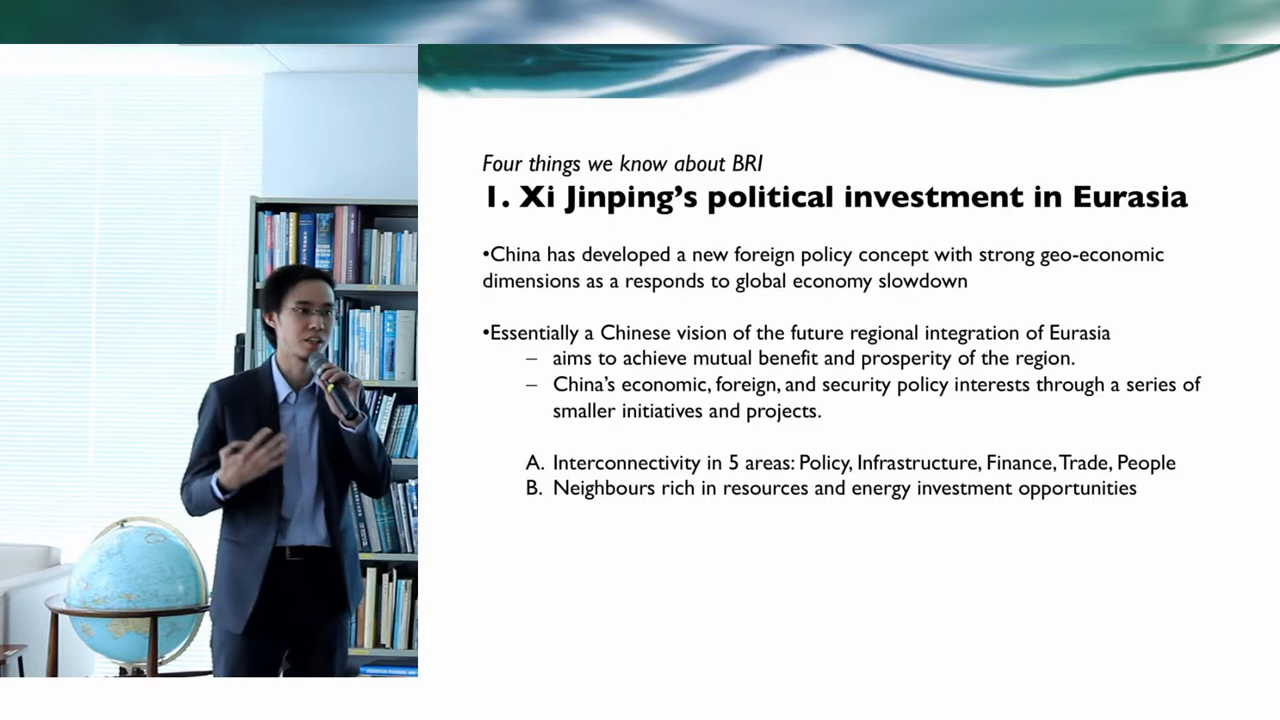 Four things we know about BRI
1. Xi Jinping's political investment in Eurasia
•China has developed a new foreign policy concept with strong geo-economic
dimensions as a responds to global economy slowdown
•Essentially a Chinese vision of the future regional integration of Eurasia
– aims to achieve mutual benefit and prosperity of the region.
– China's economic, foreign, and security policy interests through a series of
smaller initiatives and projects.
A. Interconnectivity in 5 areas: Policy, Infrastructure, Finance, Trade, People
B. Neighbours rich in resources and energy investment opportunities